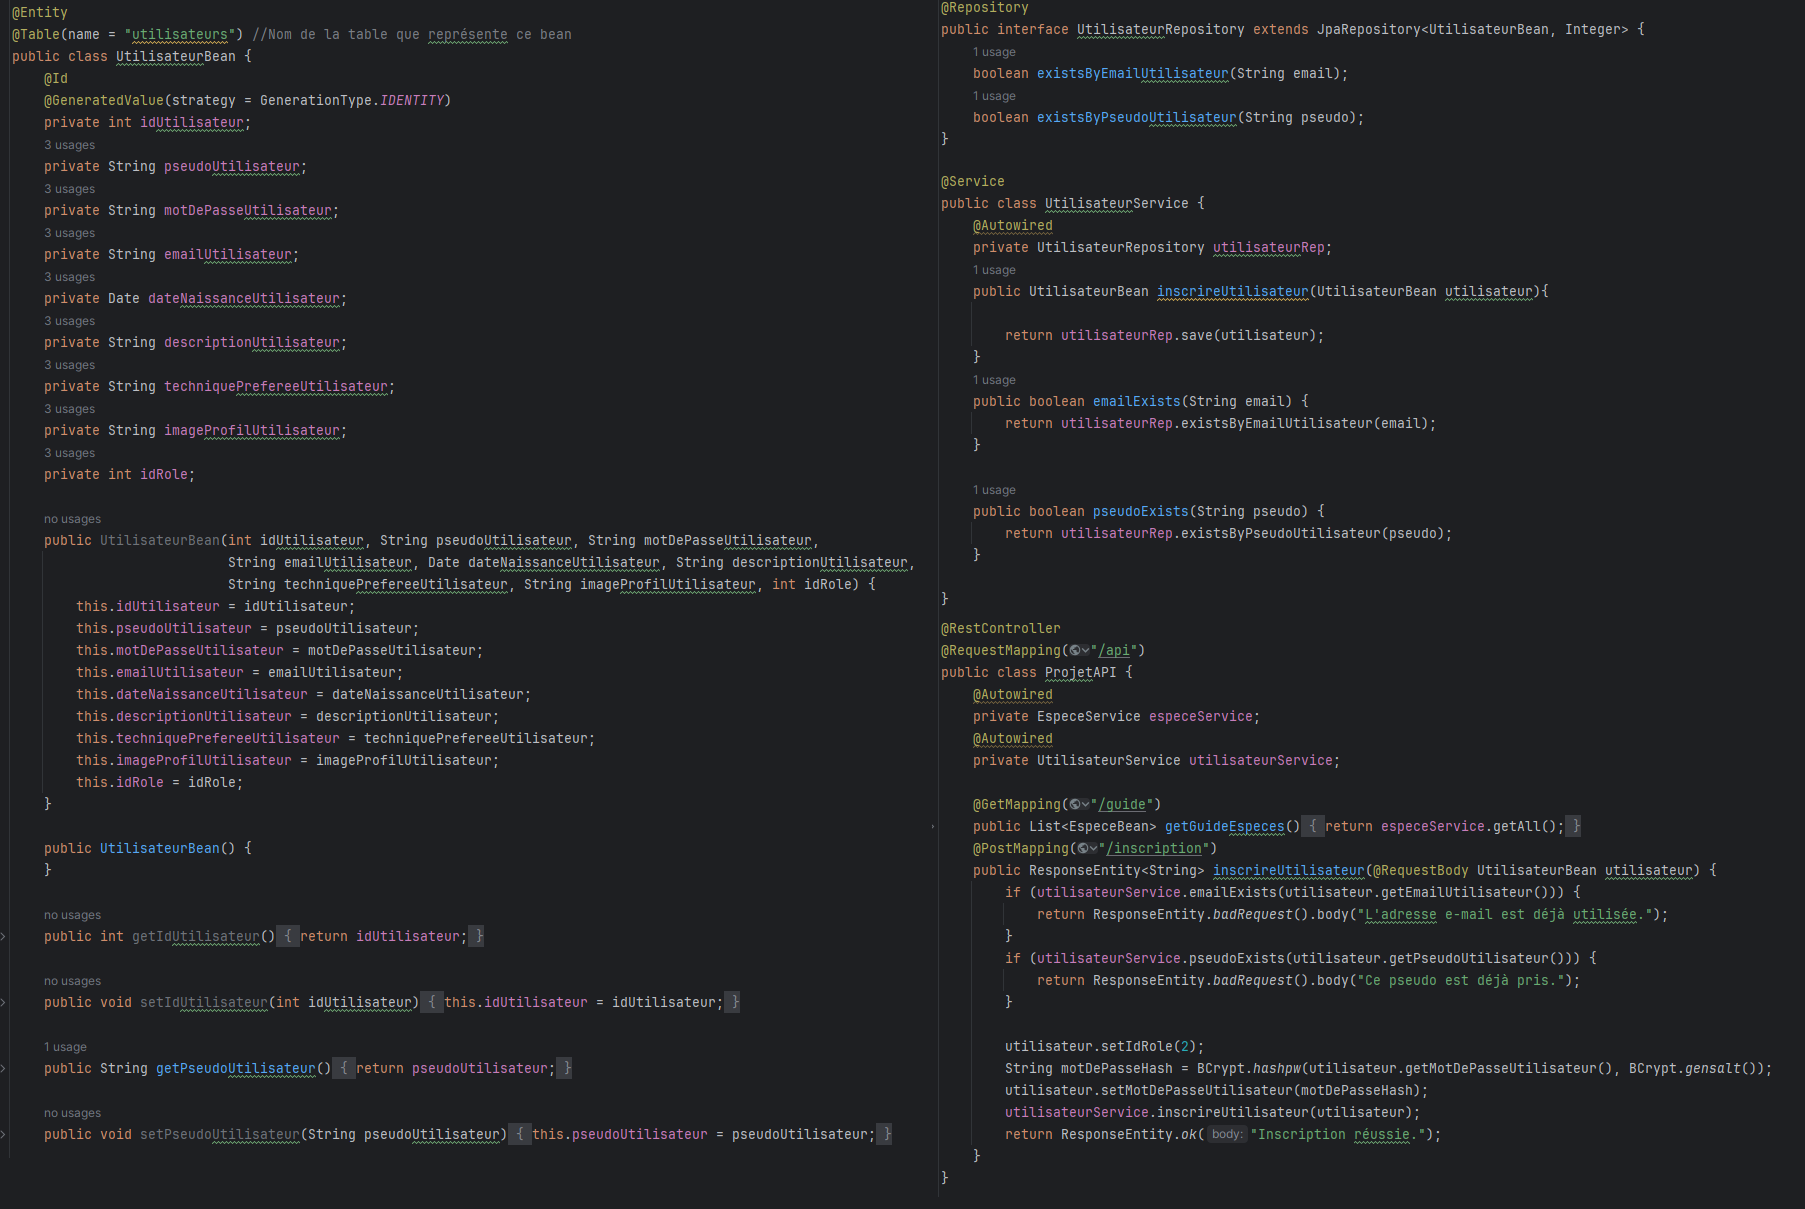 @Entity
@Table(name = "utilisateurs") //Nom de la table que représente ce bean
public class UtilisateurBean {
@Id
@GeneratedValue(strategy = GenerationType.IDENTITY)
private int idUtilisateur;
3 usages
private String pseudoUtilisateur;
3 usages
private String motDePasseUtilisateur;
3 usages
private String emailUtilisateur;
3 usages
private Date dateNaissanceUtilisateur;
3 usages
private String descriptionUtilisateur;
3 usages
private String techniquePrefereeUtilisateur;
3 usages
private String imageProfilUtilisateur;
3 usages
private int idRole;
no usages
public UtilisateurBean(int idUtilisateur, String pseudoUtilisateur, String motDePasseUtilisateur,
String emailUtilisateur, Date dateNaissanceUtilisateur, String descriptionUtilisateur,
String techniquePrefereeUtilisateur, String imageProfilUtilisateur, int idRole) {
this.idUtilisateur = idUtilisateur;
this.pseudoUtilisateur = pseudoUtilisateur;
this.motDePasseUtilisateur = motDePasseUtilisateur;
this.emailUtilisateur = emailUtilisateur;
this.dateNaissanceUtilisateur = dateNaissanceUtilisateur;
this.descriptionUtilisateur = descriptionUtilisateur;
this.techniquePrefereeUtilisateur = techniquePrefereeUtilisateur;
this.imageProfilUtilisateur = imageProfilUtilisateur;
this.idRole = idRole;
}
public UtilisateurBean() {
}
no usages
public int getIdUtilisateur() { return idUtilisateur; }
no usages
public void setIdUtilisateur(int idUtilisateur) { this.idUtilisateur = idUtilisateur; }
1 usage
public String getPseudoUtilisateur() { return pseudoUtilisateur; }
no usages
public void setPseudoUtilisateur(String pseudoUtilisateur) { this.pseudoUtilisateur = pseudoUtilisateur; }
@Repository
public interface UtilisateurRepository extends JpaRepository<UtilisateurBean, Integer> {
1 usage
boolean existsByEmailUtilisateur(String email);
1 usage
boolean existsByPseudoUtilisateur(String pseudo);
}
@Service
public class UtilisateurService {
@Autowired
private UtilisateurRepository utilisateurRep;
1 usage
public UtilisateurBean inscrireUtilisateur(UtilisateurBean utilisateur){
return utilisateurRep.save(utilisateur);
}
1 usage
public boolean emailExists(String email) {
return utilisateurRep.existsByEmailUtilisateur(email);
}
1 usage
public boolean pseudoExists(String pseudo) {
return utilisateurRep.existsByPseudoUtilisateur(pseudo);
}
}
@RestController
@RequestMapping("/api")
public class ProjetAPI {
@Autowired
private EspeceService especeService;
@Autowired
private UtilisateurService utilisateurService;
@GetMapping("/guide")
public List<EspeceBean> getGuideEspeces() { return especeService.getAll(); }
@PostMapping("/inscription")
public ResponseEntity<String> inscrireUtilisateur(@RequestBody UtilisateurBean utilisateur) {
if (utilisateurService.emailExists(utilisateur.getEmailUtilisateur())) {
return ResponseEntity.badRequest().body("L'adresse e-mail est déjà utilisée.");
}
if (utilisateurService.pseudoExists(utilisateur.getPseudoUtilisateur())) {
return ResponseEntity.badRequest().body("Ce pseudo est déjà pris.");
}
utilisateur.setIdRole(2);
String motDePasseHash = BCrypt.hashpw(utilisateur.getMotDePasseUtilisateur(), BCrypt.gensalt());
utilisateur.setMotDePasseUtilisateur(motDePasseHash);
utilisateurService.inscrireUtilisateur(utilisateur);
return ResponseEntity.ok( body: "Inscription réussie.");
}
}